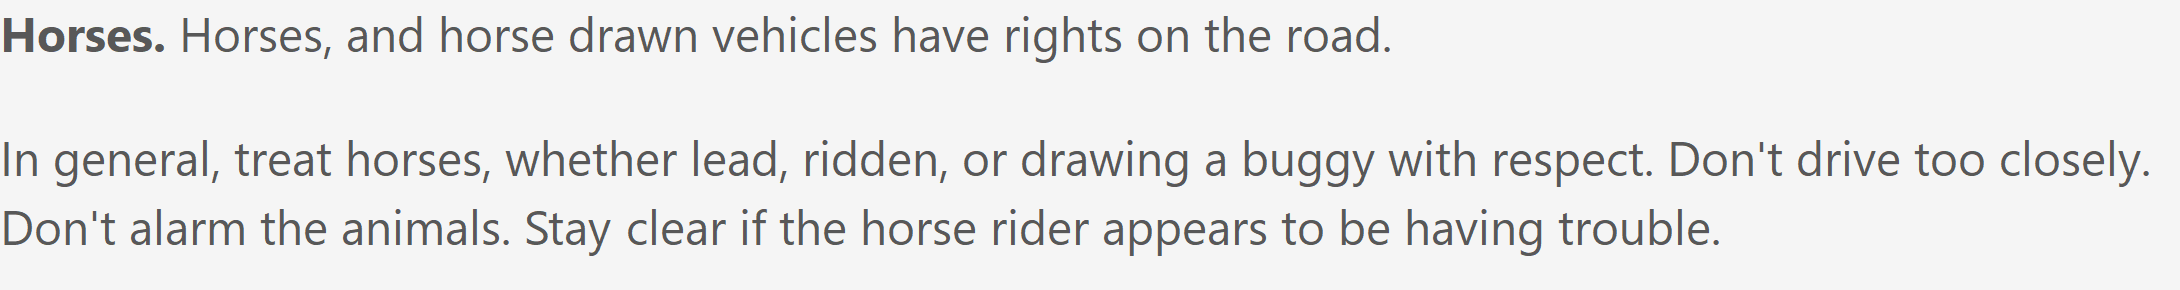 Horses. Horses, and horse drawn vehicles have rights on the road.
In general, treat horses, whether lead, ridden, or drawing a buggy with respect. Don't drive too closely.
Don't alarm the animals. Stay clear if the horse rider appears to be having trouble.